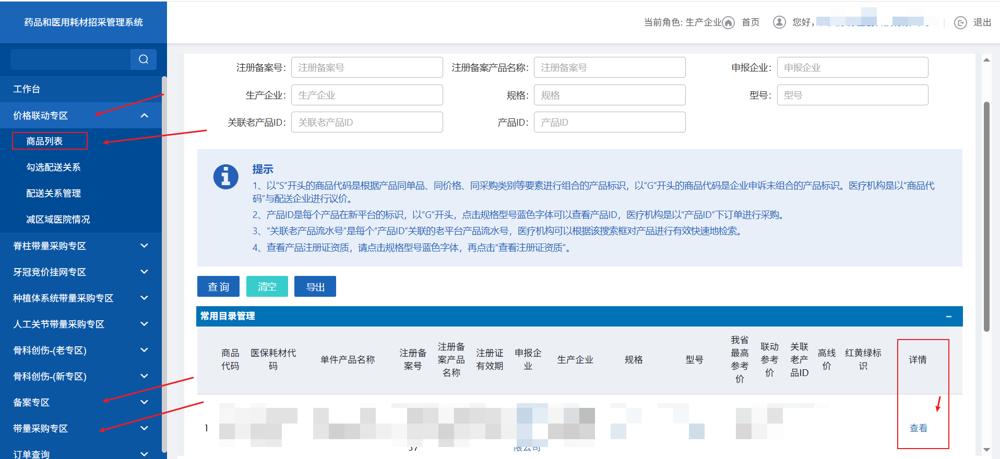 药品和医用耗材招采管理系统
当前角色: 生产企业
首页
您好,
退出
工作台
价格联动专区
商品列表
勾选配送关系
配送关系管理
减区域医院情况
脊柱带量采购专区
牙冠竞价挂网专区
种植体系统带量采购专区
人工关节带量采购专区
骨科创伤-(老专区)
骨科创伤-(新专区)
备案专区
带量采购专区
订单查询
注册备案号: 注册备案号
注册备案产品名称: 注册备案号
申报企业: 申报企业
生产企业: 生产企业
规格: 规格
型号: 型号
关联老产品ID: 关联老产品ID
产品ID: 产品ID
提示
1、以“S”开头的商品代码是根据产品同单品、同价格、同采购类别等要素进行组合的产品标识，以“G”开头的商品代码是企业申诉未组合的产品标识。医疗机构是以“商品代
码”与配送企业进行议价。
2、产品ID是每个产品在新平台的标识，以“G”开头，点击规格型号蓝色字体可以查看产品ID，医疗机构是以“产品ID”下订单进行采购。
3、“关联老产品流水号”是每个“产品ID”关联的老平台产品流水号，医疗机构可以根据该搜索框对产品进行有效快速地检索。
4、查看产品注册证资质，请点击规格型号蓝色字体，再点击“查看注册证资质”。
查询
清空
导出
常用目录管理
商品
代码
医保耗材代
码
单件产品名称
注册备
案号
注册备
案产品
名称
注册证
有效期
申报企
业
生产企业
规格
型号
我省
最高
参考
价
联动
参考
价
关联
老产
品ID
高线
价
红黄绿标
识
详情
1
查看
限公司